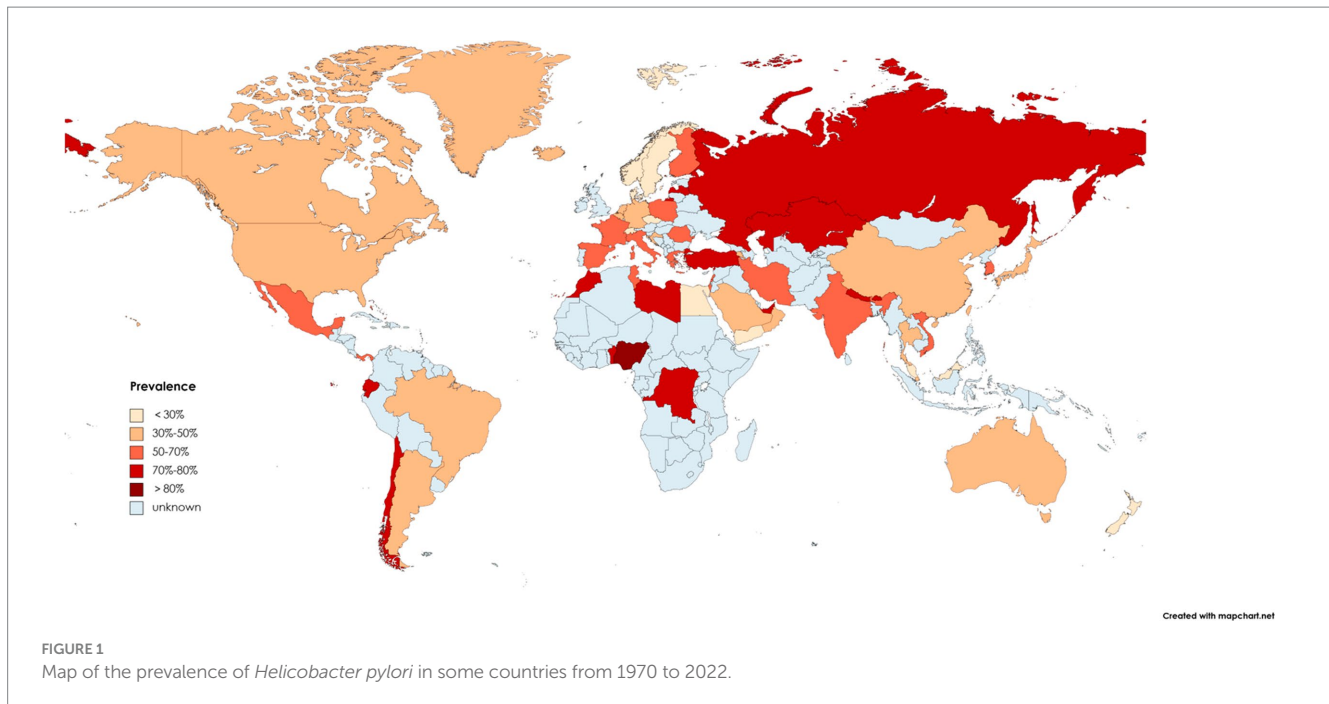 Prevalence
< 30%
30%-50%
50-70%
70%-80%
> 80%
unknown
Created with mapchart.net
FIGURE 1
Map of the prevalence of Helicobacter pylori in some countries from 1970 to 2022.